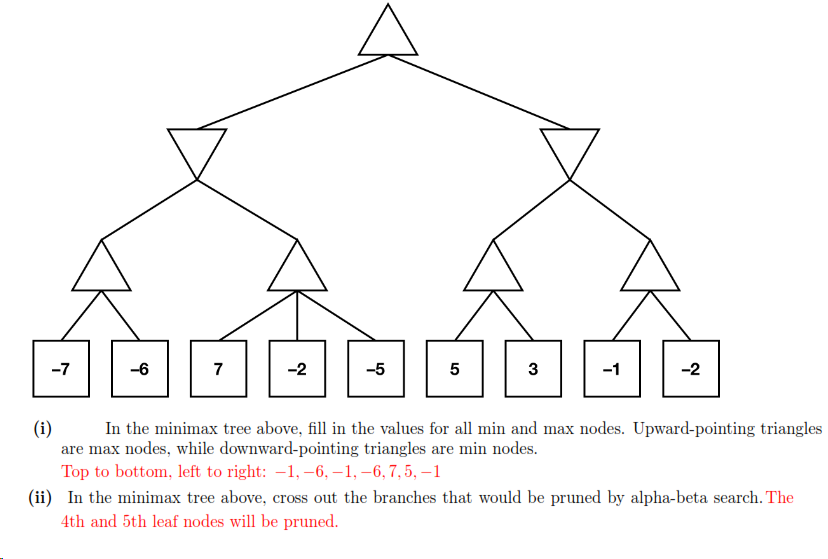 −7 −6 7 −2 −5 5 3 −1 −2
(i) In the minimax tree above, fill in the values for all min and max nodes. Upward-pointing triangles
are max nodes, while downward-pointing triangles are min nodes.
Top to bottom, left to right: −1, −6, −1, −6, 7, 5, −1
(ii) In the minimax tree above, cross out the branches that would be pruned by alpha-beta search. The
4th and 5th leaf nodes will be pruned.